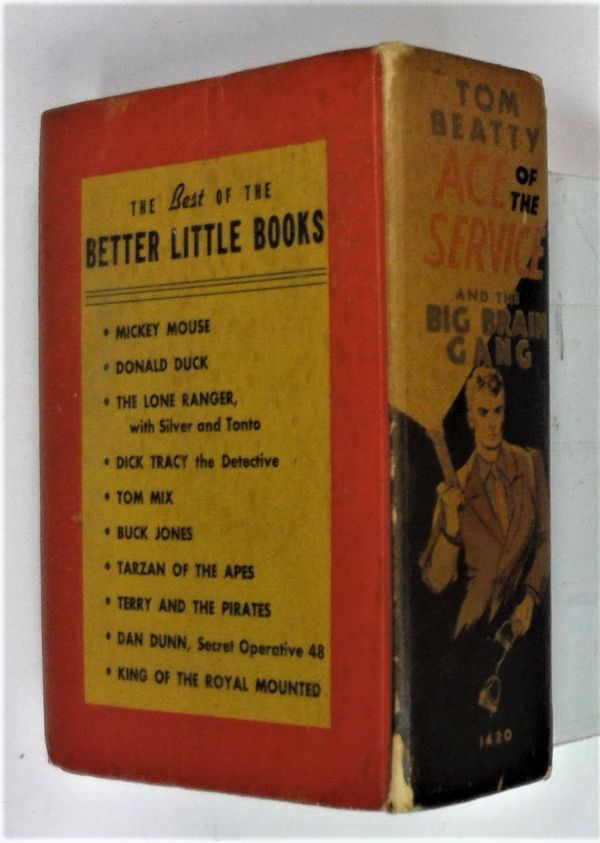 THE Best OF THE
BETTER LITTLE BOOKS
• MICKEY MOUSE
• DONALD DUCK
• THE LONE RANGER,
with Silver and Tonto
• DICK TRACY the Detective
• TOM MIX
• BUCK JONES
• TARZAN OF THE APES
• TERRY AND THE PIRATES
• DAN DUNN, Secret Operative 48
• KING OF THE ROYAL MOUNTED
TOM
BEATTY
ACE OF
THE
SERVICE
AND THE
BIG BRAIN
GANG
1420